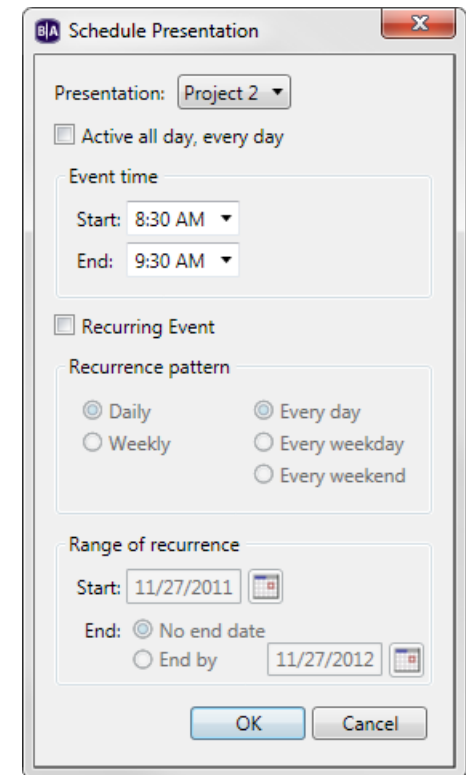 B|A Schedule Presentation
Presentation: Project 2
Active all day, every day
Event time
Start: 8:30 AM
End: 9:30 AM
Recurring Event
Recurrence pattern
Daily Every day
Weekly Every weekday
Every weekend
Range of recurrence
Start: 11/27/2011
End: No end date
End by 11/27/2012
OK Cancel